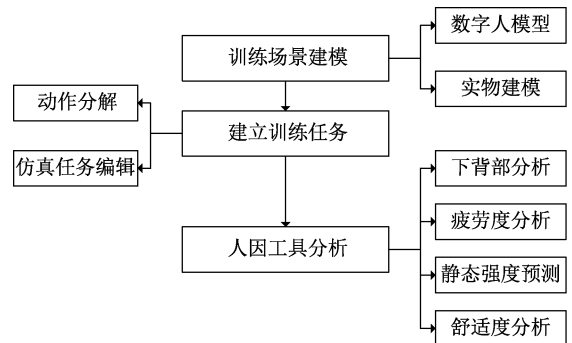 数字人模型
训练场景建模
实物建模
动作分解
建立训练任务
仿真任务编辑
下背部分析
疲劳度分析
人因工具分析
静态强度预测
舒适度分析